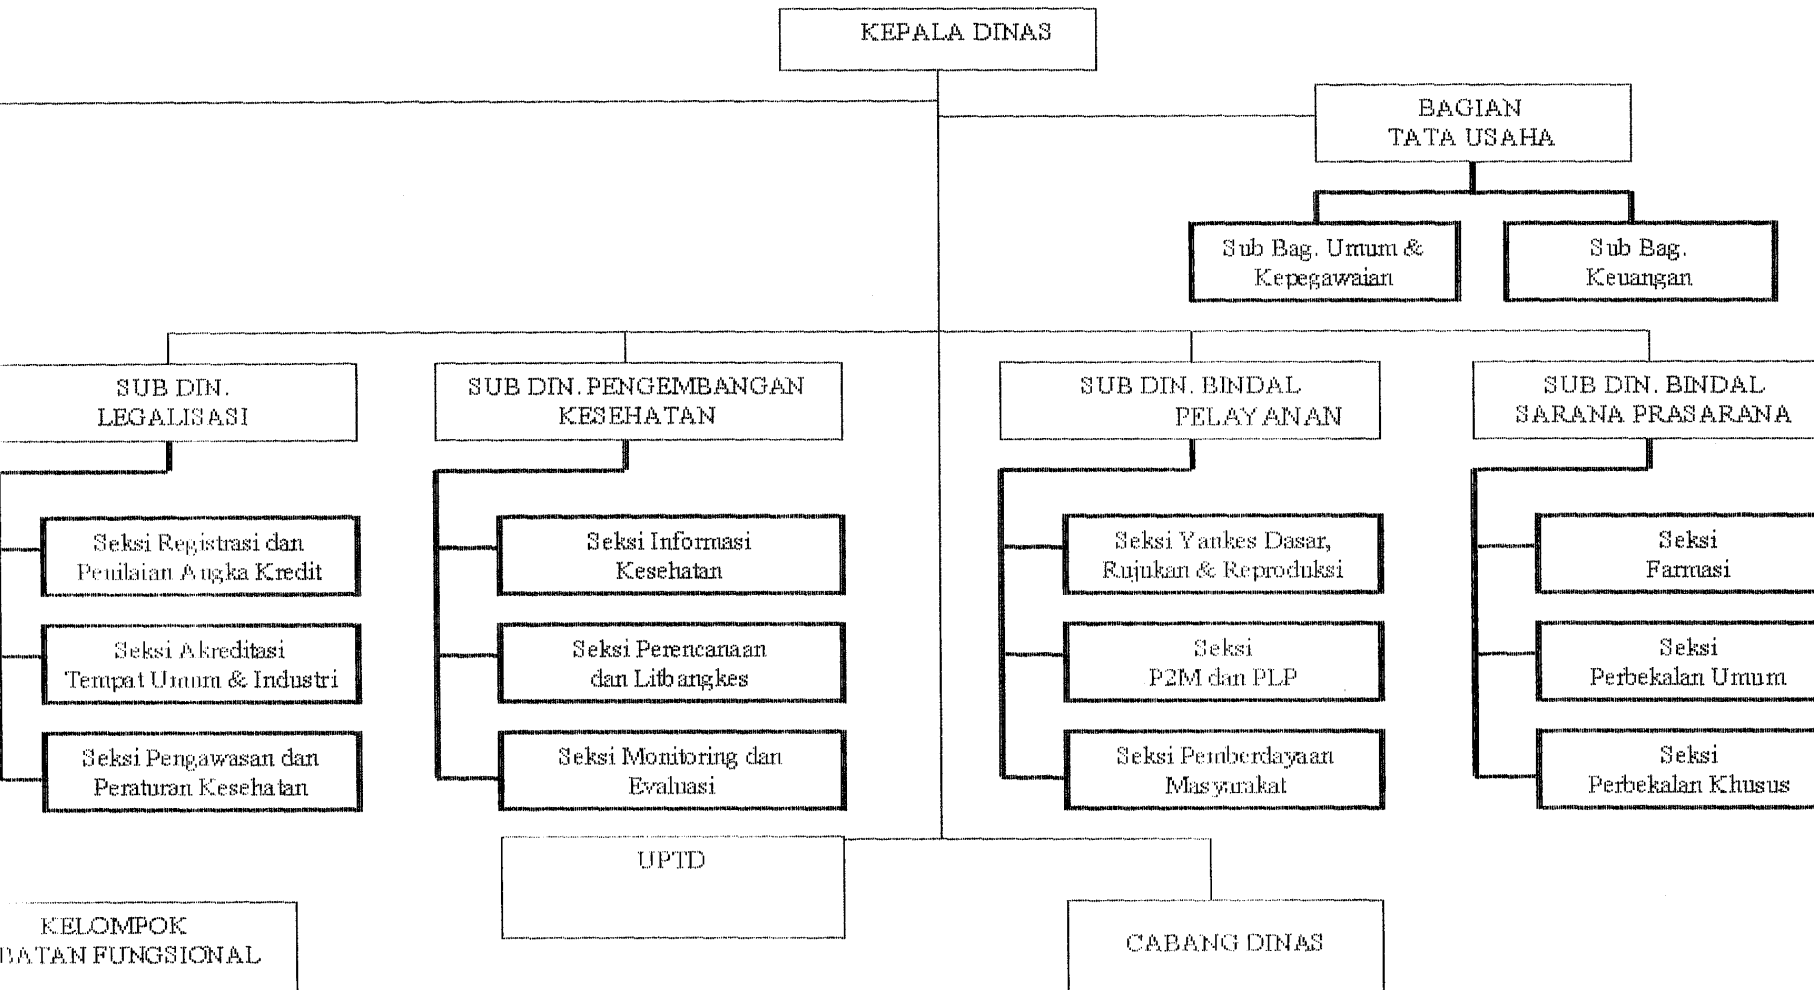 KEPALA DINAS
BAGIAN
TATA USAHA
Sub Bag. Umum &
Kepegawaian
Sub Bag.
Keuangan
SUB DIN.
LEGALISASI
SUB DIN. PENGEMBANGAN
KESEHATAN
SUB DIN. BINDAL
PELAYANAN
SUB DIN. BINDAL
SARANA PRASARANA
Seksi Registrasi dan
Penilaian Angka Kredit
Seksi Informasi
Kesehatan
Seksi Yankes Dasar,
Rujukan & Reproduksi
Seksi
Farmasi
Seksi Akreditasi
Tempat Umum & Industri
Seksi Perencanaan
dan Litbangkes
Seksi
P2M dan PLP
Seksi
Perbekalan Umum
Seksi Pengawasan dan
Peraturan Kesehatan
Seksi Monitoring dan
Evaluasi
Seksi Pemberdayaan
Masyarakat
Seksi
Perbekalan Khusus
UPTD
KELOMPOK
BATAN FUNGSIONAL
CABANG DINAS